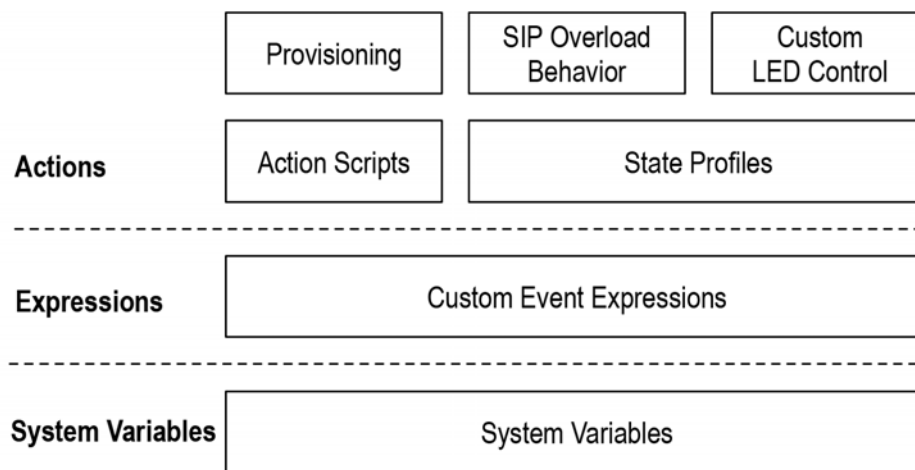 Provisioning
SIP Overload
Behavior
Custom
LED Control
Actions
Action Scripts
State Profiles
Expressions
Custom Event Expressions
System Variables
System Variables